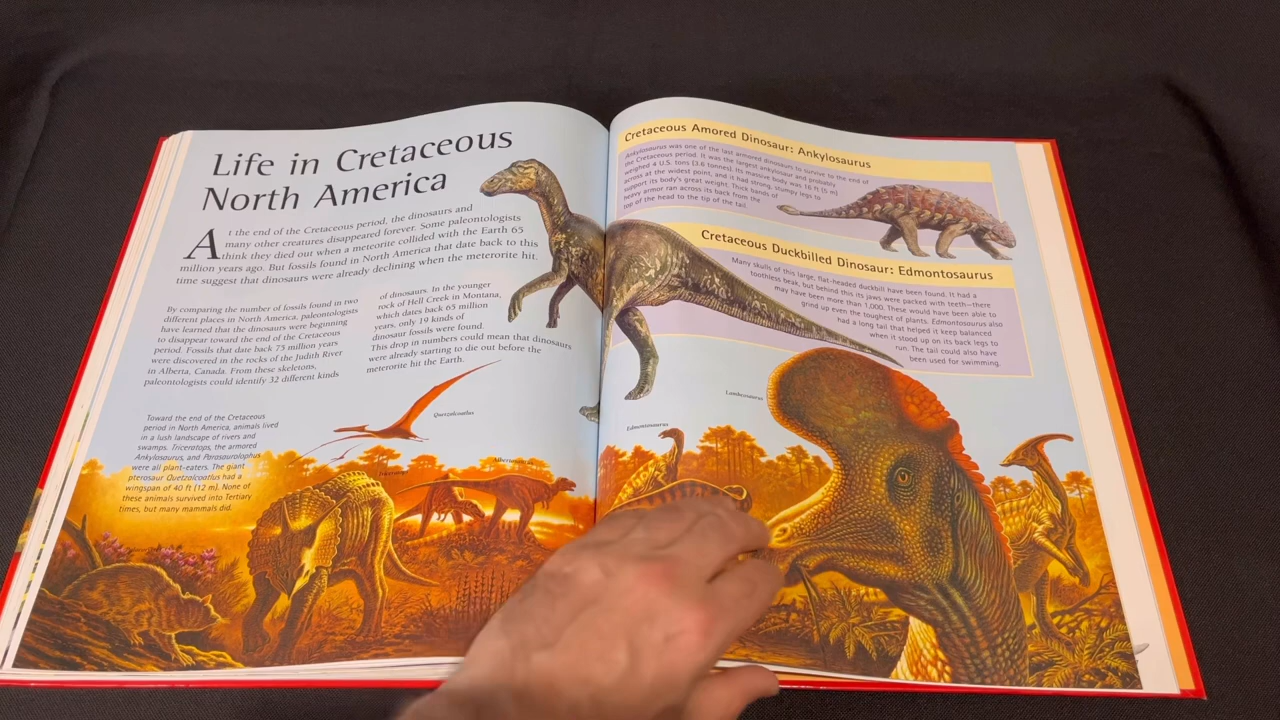 Life in Cretaceous
North America
At the end of the Cretaceous period, the dinosaurs and
many other creatures disappeared forever. Some paleontologists
think they died out when a meteorite collided with the Earth 65
million years ago. But fossils found in North America that date back to this
time suggest that dinosaurs were already declining when the meterorite hit.
By comparing the number of fossils found in two
different places in North America, paleontologists
have learned that the dinosaurs were beginning
to disappear toward the end of the Cretaceous
period. Fossils that date back 75 million years
were discovered in the rocks of the Judith River
in Alberta, Canada. From these skeletons,
paleontologists could identify 32 different kinds
of dinosaurs. In the younger
rock of Hell Creek in Montana,
which dates back 65 million
years, only 19 kinds of
dinosaur fossils were found.
This drop in numbers could mean that dinosaurs
were already starting to die out before the
meterorite hit the Earth.
Toward the end of the Cretaceous
period in North America, animals lived
in a lush landscape of rivers and
swamps. Triceratops, the armored
Ankylosaurus, and Parasaurolophus
were all plant-eaters. The giant
pterosaur Quetzalcoatlus had a
wingspan of 40 ft (12 m). None of
these animals survived into Tertiary
times, but many mammals did.
Quetzalcoatlus
Triceratops
Albertosaurus
Cretaceous Amored Dinosaur: Ankylosaurus
Ankylosaurus was one of the last armored dinosaurs to survive to the end of
the Cretaceous period. It was the largest ankylosaur and probably
weighed 4 U.S. tons (3.6 tonnes). Its massive body was 16 ft (5 m)
across at the widest point, and it had strong, stumpy legs to
support its body's great weight. Thick bands of
heavy armor ran across its back from the
top of the head to the tip of the tail.
Cretaceous Duckbilled Dinosaur: Edmontosaurus
Many skulls of this large, flat-headed duckbill have been found. It had a
toothless beak, but behind this its jaws were packed with teeth—there
may have been more than 1,000. These would have been able to
grind up even the toughest of plants. Edmontosaurus also
had a long tail that helped it keep balanced
when it stood up on its back legs to
run. The tail could also have
been used for swimming.
Lambeosaurus
Edmontosaurus